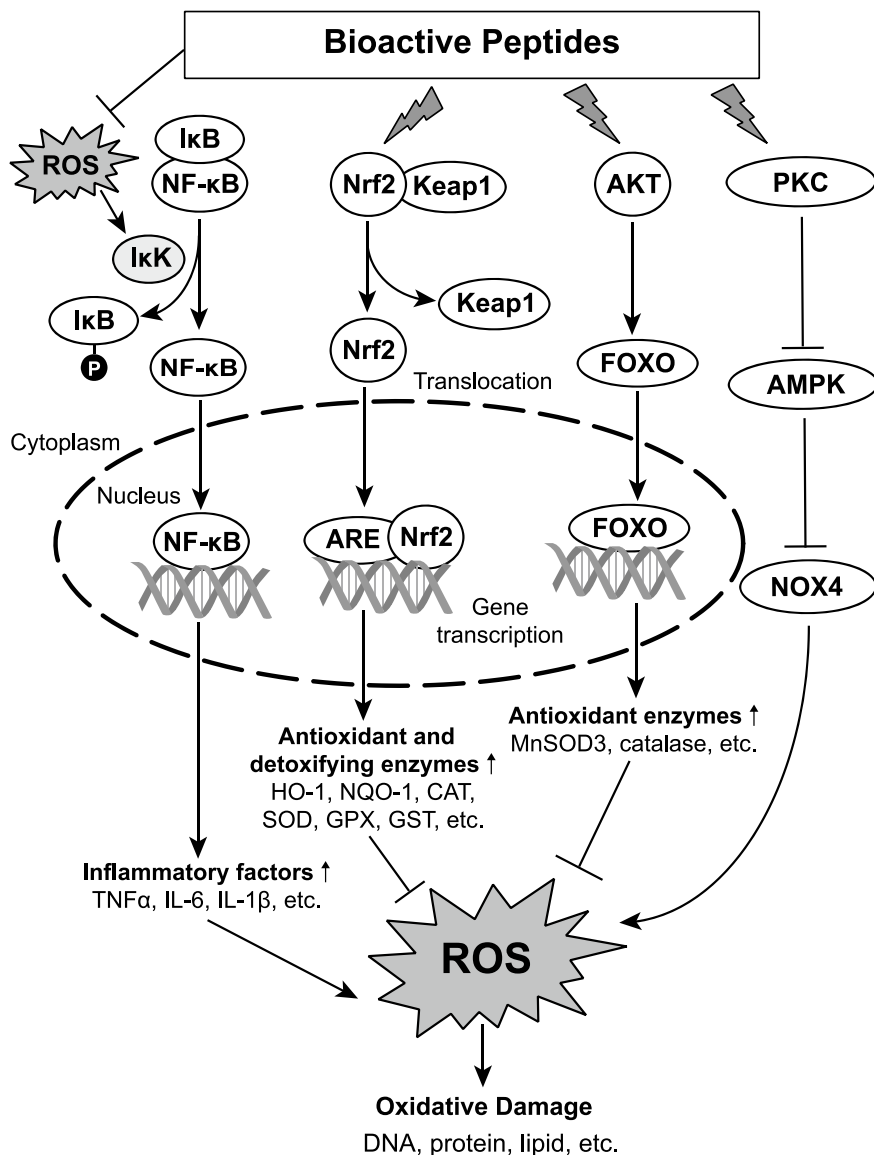 Bioactive Peptides
ROS
IκB
NF-κB
IκK
IκB
P
NF-κB
Nrf2
Keap1
Keap1
Nrf2
AKT
FOXO
PKC
AMPK
Translocation
Cytoplasm
Nucleus
NF-κB
ARE
Nrf2
FOXO
NOX4
Gene
transcription
Antioxidant enzymes ↑
MnSOD3, catalase, etc.
Antioxidant and
detoxifying enzymes ↑
HO-1, NQO-1, CAT,
SOD, GPX, GST, etc.
Inflammatory factors ↑
TNFα, IL-6, IL-1β, etc.
ROS
Oxidative Damage
DNA, protein, lipid, etc.